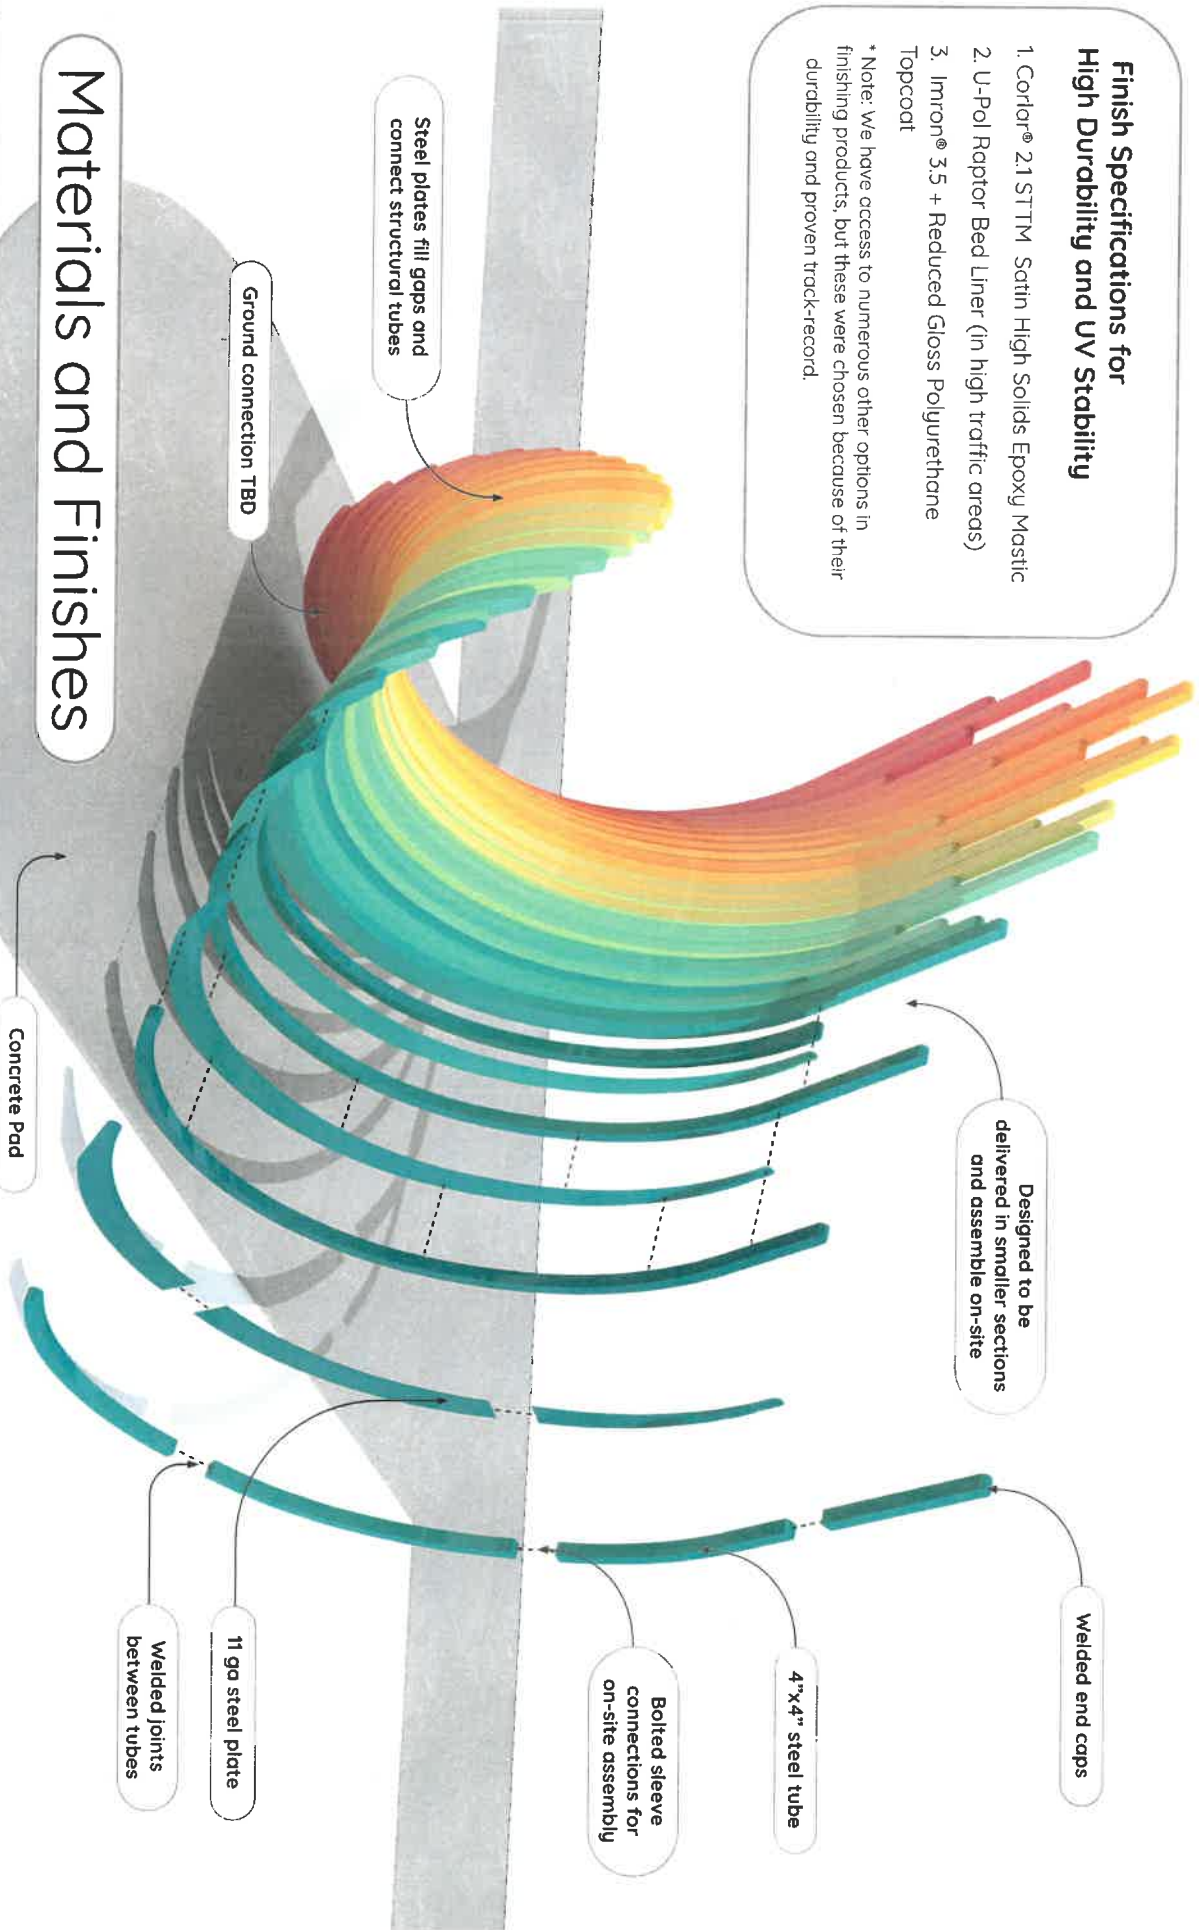 Finish Specifications for
High Durability and UV Stability
1. Corlar® 2.1 STTM Satin High Solids Epoxy Mastic
2. U-Pol Raptor Bed Liner (in high traffic areas)
3. Imron® 3.5 + Reduced Gloss Polyurethane
Topcoat
* Note: We have access to numerous other options in
finishing products, but these were chosen because of their
durability and proven track-record.
Designed to be
delivered in smaller sections
and assemble on-site
Welded end caps
4"x4" steel tube
Bolted sleeve
connections for
on-site assembly
Steel plates fill gaps and
connect structural tubes
Ground connection TBD
11 ga steel plate
Welded joints
between tubes
Materials and Finishes
Concrete Pad